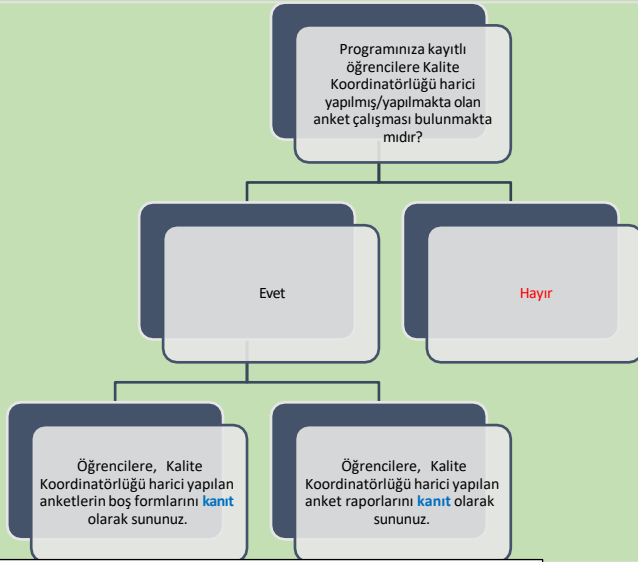 Programınıza kayıtlı
öğrencilere Kalite
Koordinatörlüğü harici
yapılmış/yapılmakta olan
anket çalışması bulunmakta
mıdır?
Evet
Hayır
Öğrencilere, Kalite
Koordinatörlüğü harici yapılan
anketlerin boş formlarını kanıt
olarak sununuz.
Öğrencilere, Kalite
Koordinatörlüğü harici yapılan
anket raporlarını kanıt olarak
sununuz.